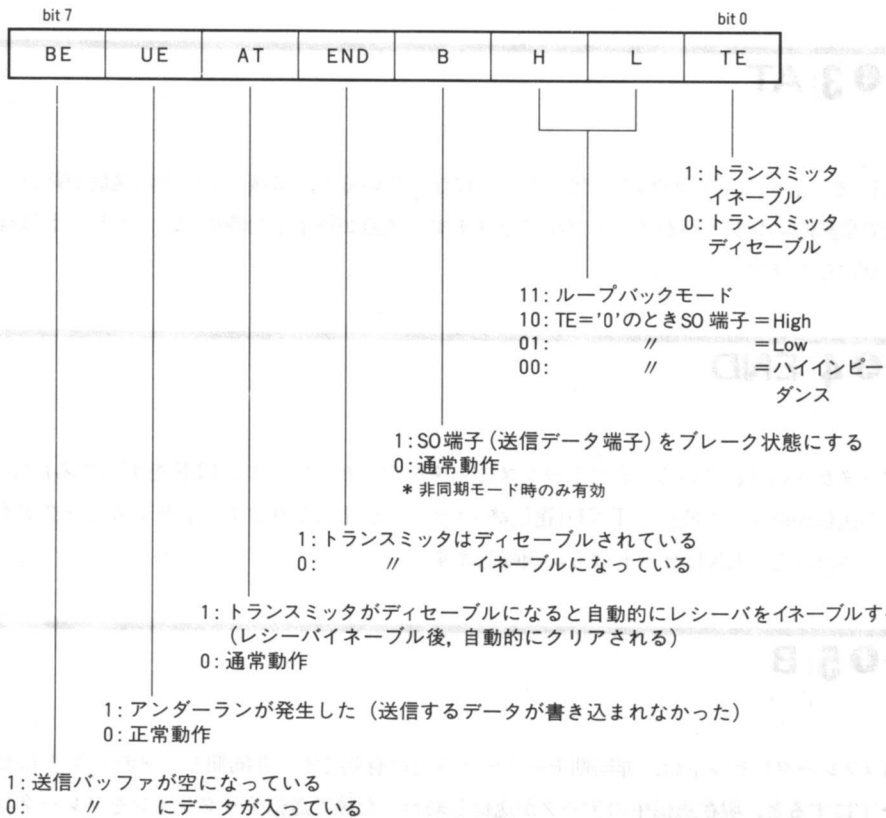 bit 7 bit 0
BE UE AT END B H L TE
1: トランスミッタ
イネーブル
0: トランスミッタ
ディセーブル
11: ループバックモード
10: TE='0'のときSO 端子=High
01: 〃 =Low
00: 〃 =ハイインピー
ダンス
1:SO端子(送信データ端子)をブレーク状態にする
0:通常動作
* 非同期モード時のみ有効
1:トランスミッタはディセーブルされている
0: 〃 イネーブルになっている
1: トランスミッタがディセーブルになると自動的にレシーバをイネーブルす
(レシーバイネーブル後, 自動的にクリアされる)
0:通常動作
1: アンダーランが発生した(送信するデータが書き込まれなかった)
0: 正常動作
1:送信バッファが空になっている
0: 〃 にデータが入っている